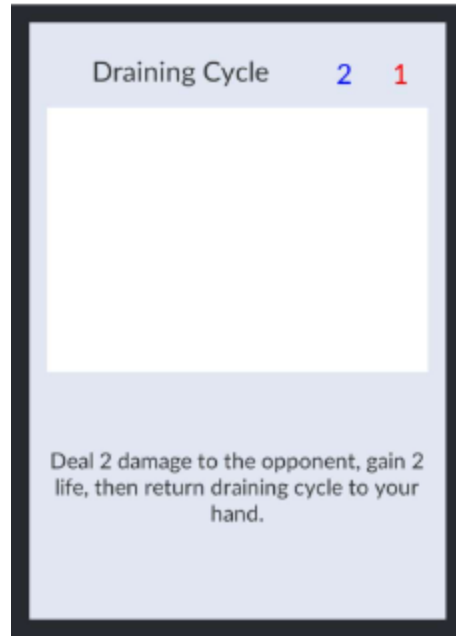 Draining Cycle 2 1
Deal 2 damage to the opponent, gain 2
life, then return draining cycle to your
hand.